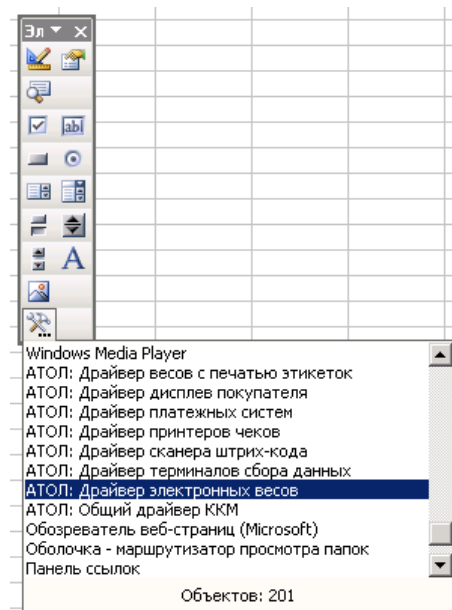 Эл
abl
A
Windows Media Player
АТОЛ: Драйвер весов с печатью этикеток
АТОЛ: Драйвер дисплев покупателя
АТОЛ: Драйвер платежных систем
АТОЛ: Драйвер принтеров чеков
АТОЛ: Драйвер сканера штрих-кода
АТОЛ: Драйвер терминалов сбора данных
АТОЛ: Драйвер электронных весов
АТОЛ: Общий драйвер ККМ
Обозреватель веб-страниц (Microsoft)
Оболочка - маршрутизатор просмотра папок
Панель ссылок
Объектов: 201